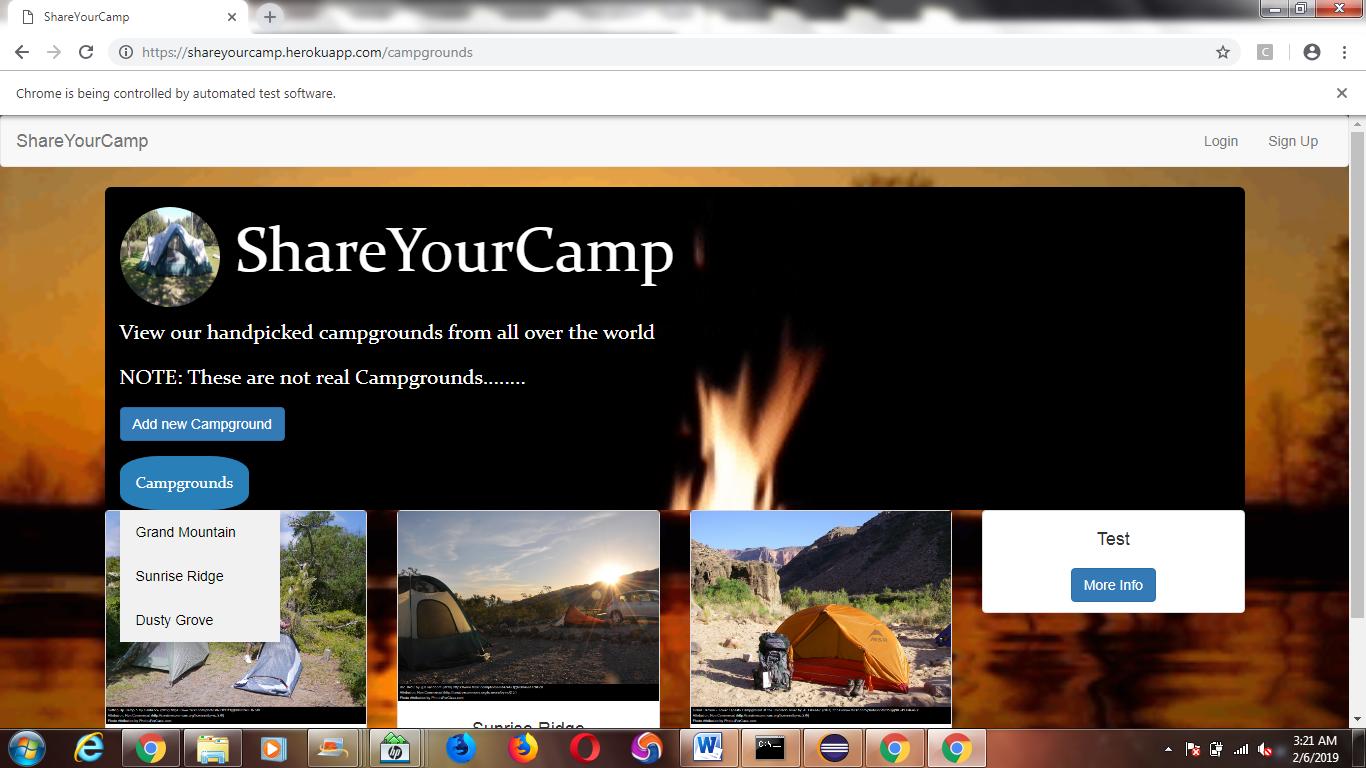 ShareYourCamp
https://shareyourcamp.herokuapp.com/campgrounds
C
Chrome is being controlled by automated test software.
ShareYourCamp
Login
Sign Up
ShareYourCamp
View our handpicked campgrounds from all over the world
NOTE: These are not real Campgrounds........
Add new Campground
Campgrounds
Grand Mountain
Sunrise Ridge
Dusty Grove
Test
More Info
Sunrise Ridge
3:21 AM
2/6/2019